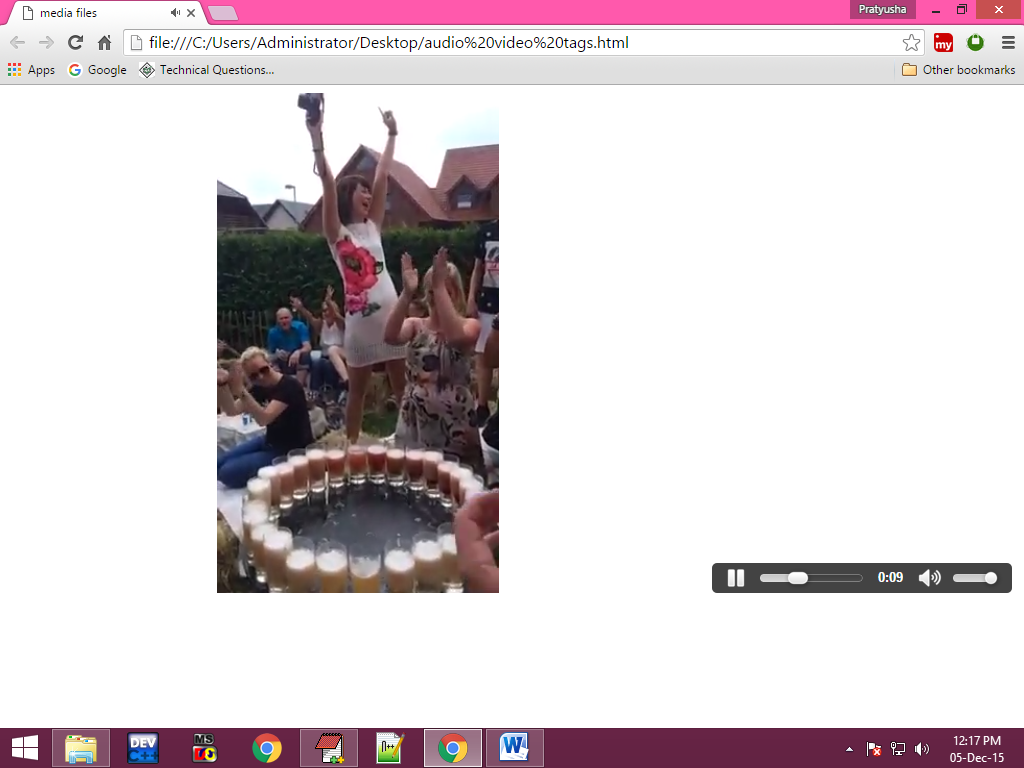 media files
Pratyusha
file:///C:/Users/Administrator/Desktop/audio%20video%20tags.html
my
Apps
Google
Technical Questions...
Other bookmarks
0:09
DEV
C++
MS
W
12:17 PM
05-Dec-15